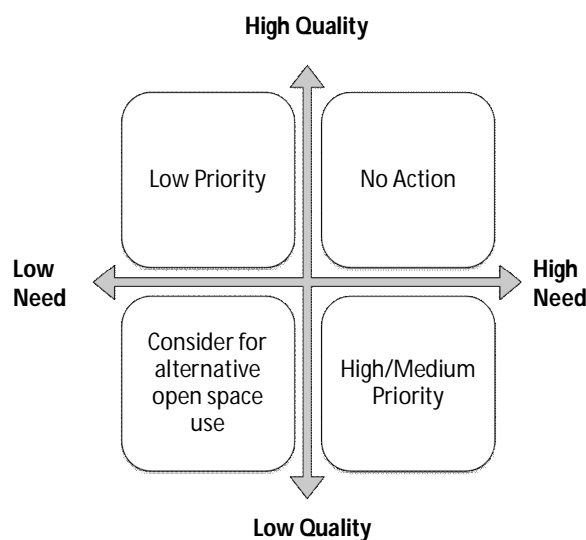 High Quality
Low Priority
No Action
Low
Need
High
Need
Consider for
alternative
open space
use
High/Medium
Priority
Low Quality